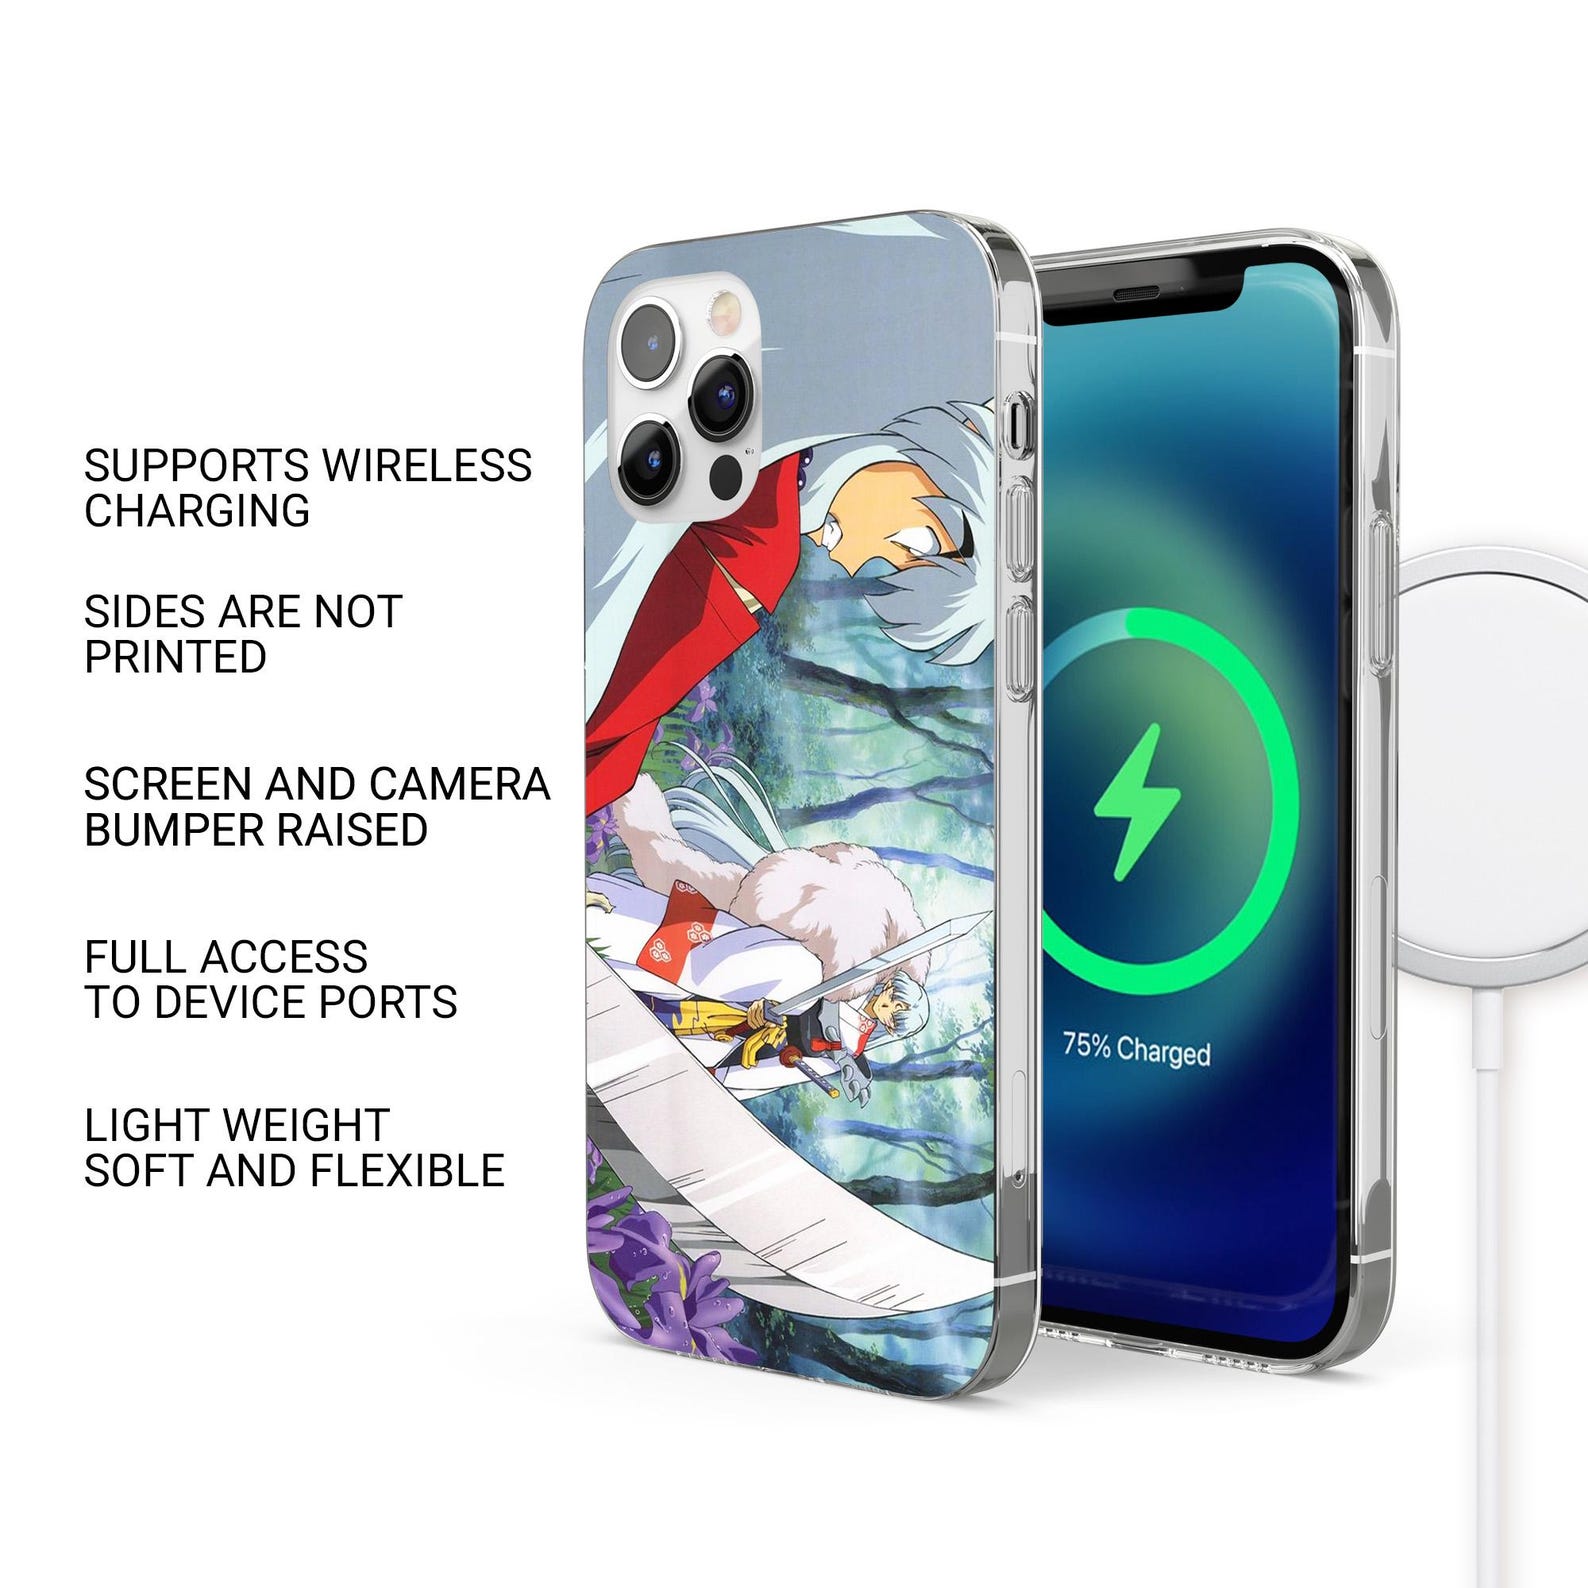 SUPPORTS WIRELESS
CHARGING
SIDES ARE NOT
PRINTED
SCREEN AND CAMERA
BUMPER RAISED
FULL ACCESS
TO DEVICE PORTS
LIGHT WEIGHT
SOFT AND FLEXIBLE
75% Charged